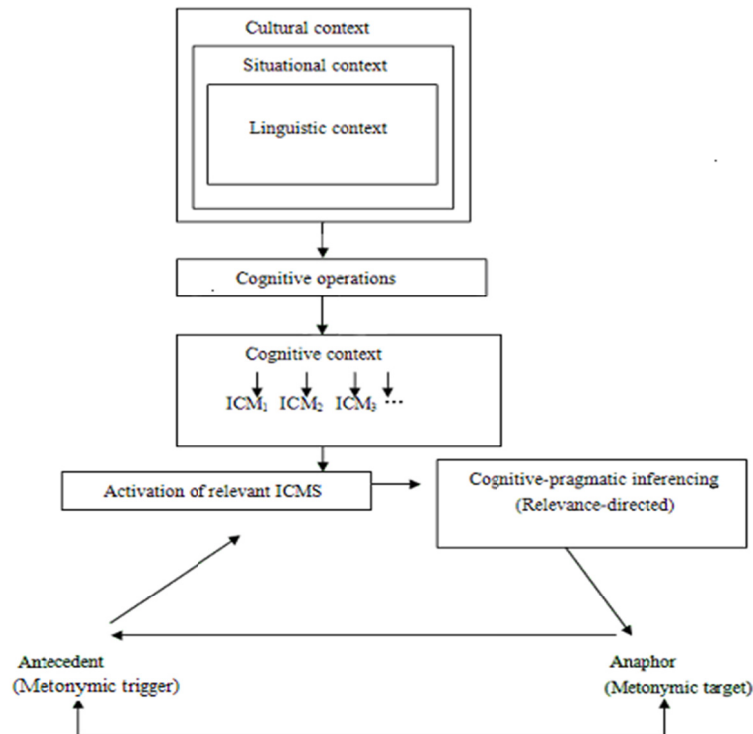 Cultural context
Situational context
Linguistic context
Cognitive operations
Cognitive context
ICM₁ ICM₂ ICM₃ ···
Activation of relevant ICMS
Cognitive-pragmatic inferencing
(Relevance-directed)
Antecedent
(Metonymic trigger)
Anaphor
(Metonymic target)